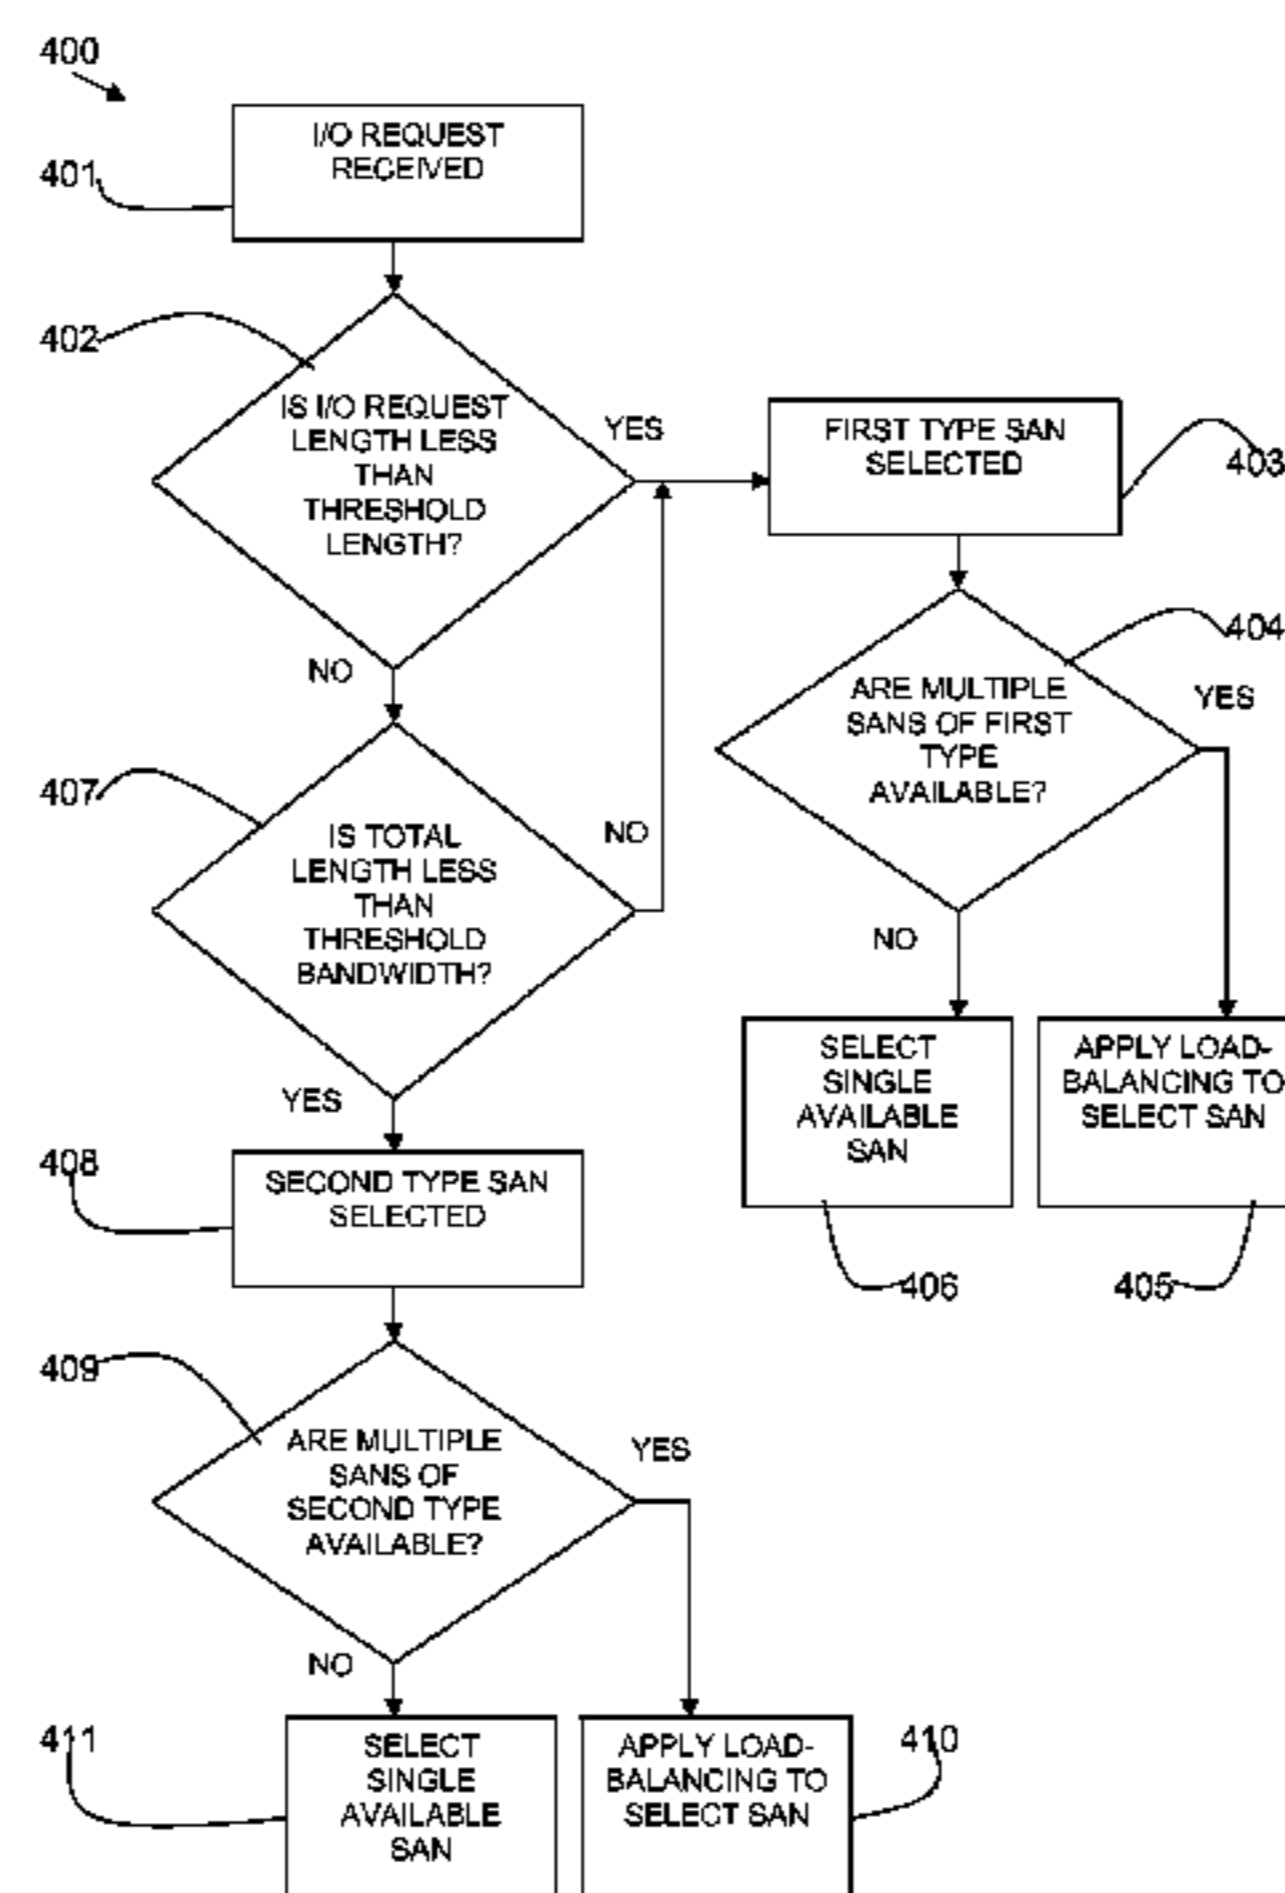 400
I/O REQUEST
RECEIVED
401
402
IS I/O REQUEST
LENGTH LESS
THAN
THRESHOLD
LENGTH?
YES
FIRST TYPE SAN
SELECTED
403
NO
404
ARE MULTIPLE
SANS OF FIRST
TYPE
AVAILABLE?
YES
407
IS TOTAL
LENGTH LESS
THAN
THRESHOLD
BANDWIDTH?
NO
NO
SELECT
SINGLE
AVAILABLE
SAN
APPLY LOAD-
BALANCING TO
SELECT SAN
YES
408
SECOND TYPE SAN
SELECTED
406
405
409
ARE MULTIPLE
SANS OF
SECOND TYPE
AVAILABLE?
YES
NO
411
SELECT
SINGLE
AVAILABLE
SAN
APPLY LOAD-
BALANCING TO
SELECT SAN
410